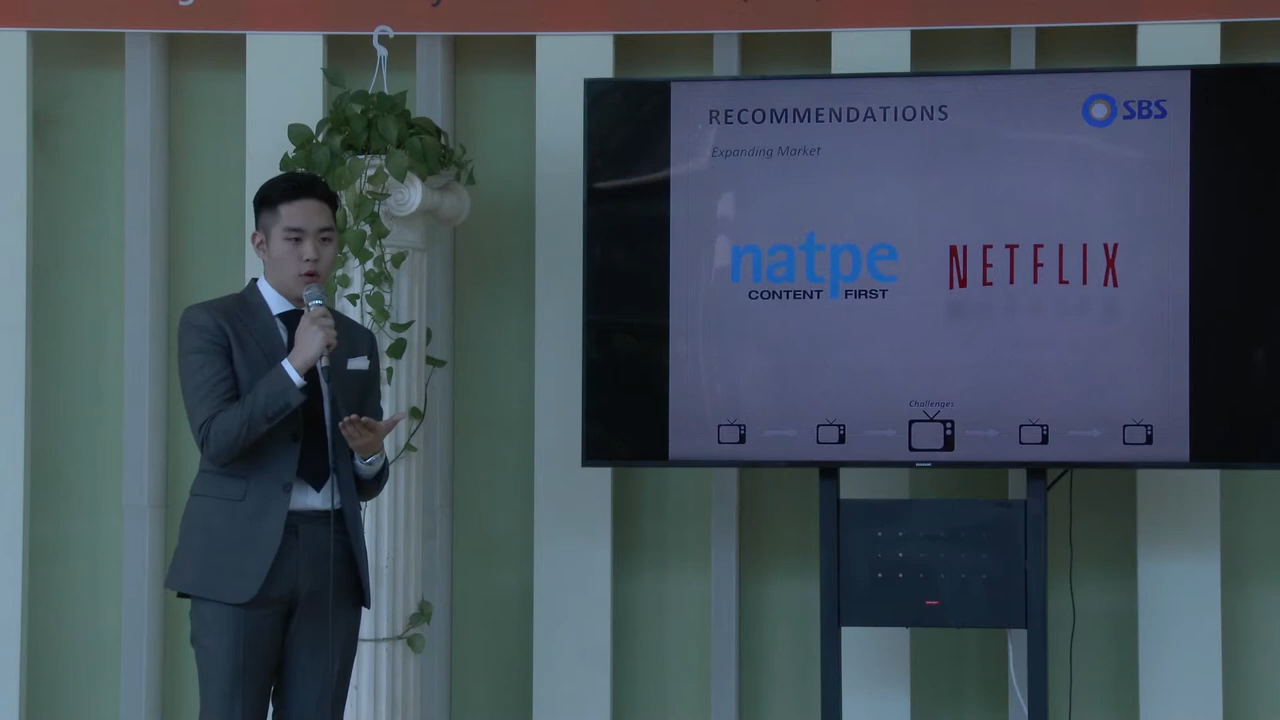 RECOMMENDATIONS
SBS
Expanding Market
natpe
CONTENT FIRST
NETFLIX
Challenges